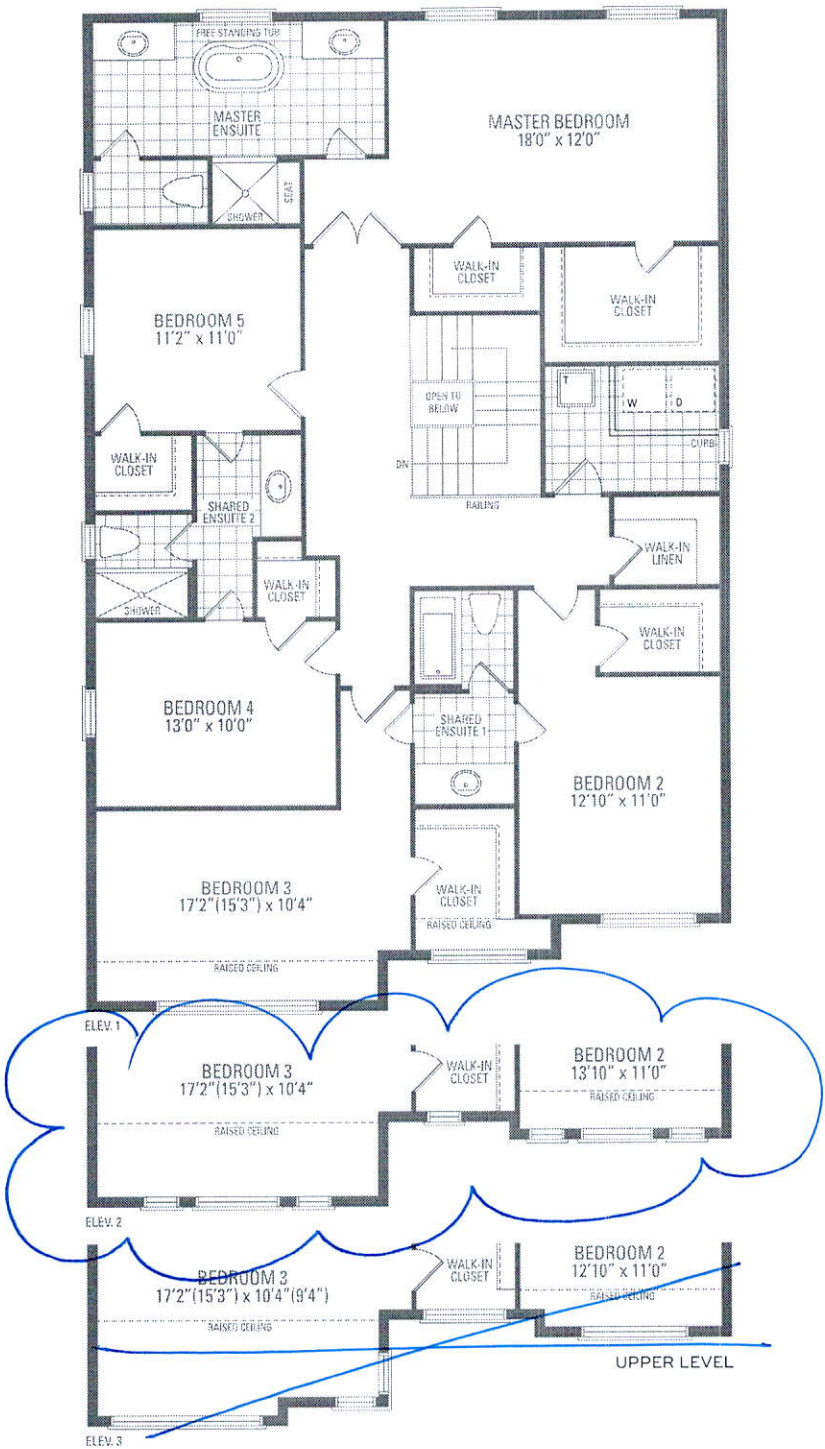 FREE STANDING TUB
MASTER
ENSUITE
MASTER BEDROOM
18'0" x 12'0"
SHOWER
SEAT
WALK-IN
CLOSET
WALK-IN
CLOSET
BEDROOM 5
11'2" x 11'0"
OPEN TO
BELOW
T
W
D
CURB
WALK-IN
CLOSET
DN
SHARED
ENSUITE 2
RAILING
WALK-IN
LINEN
WALK-IN
CLOSET
SHOWER
WALK-IN
CLOSET
BEDROOM 4
13'0" x 10'0"
SHARED
ENSUITE 1
BEDROOM 2
12'10" x 11'0"
BEDROOM 3
17'2"(15'3") x 10'4"
WALK-IN
CLOSET
RAISED CEILING
RAISED CEILING
ELEV. 1
BEDROOM 3
17'2"(15'3") x 10'4"
WALK-IN
CLOSET
BEDROOM 2
13'10" x 11'0"
RAISED CEILING
RAISED CEILING
ELEV. 2
BEDROOM 3
17'2"(15'3") x 10'4"(9'4")
WALK-IN
CLOSET
BEDROOM 2
12'10" x 11'0"
RAISED CEILING
RAISED CEILING
UPPER LEVEL
ELEV. 3